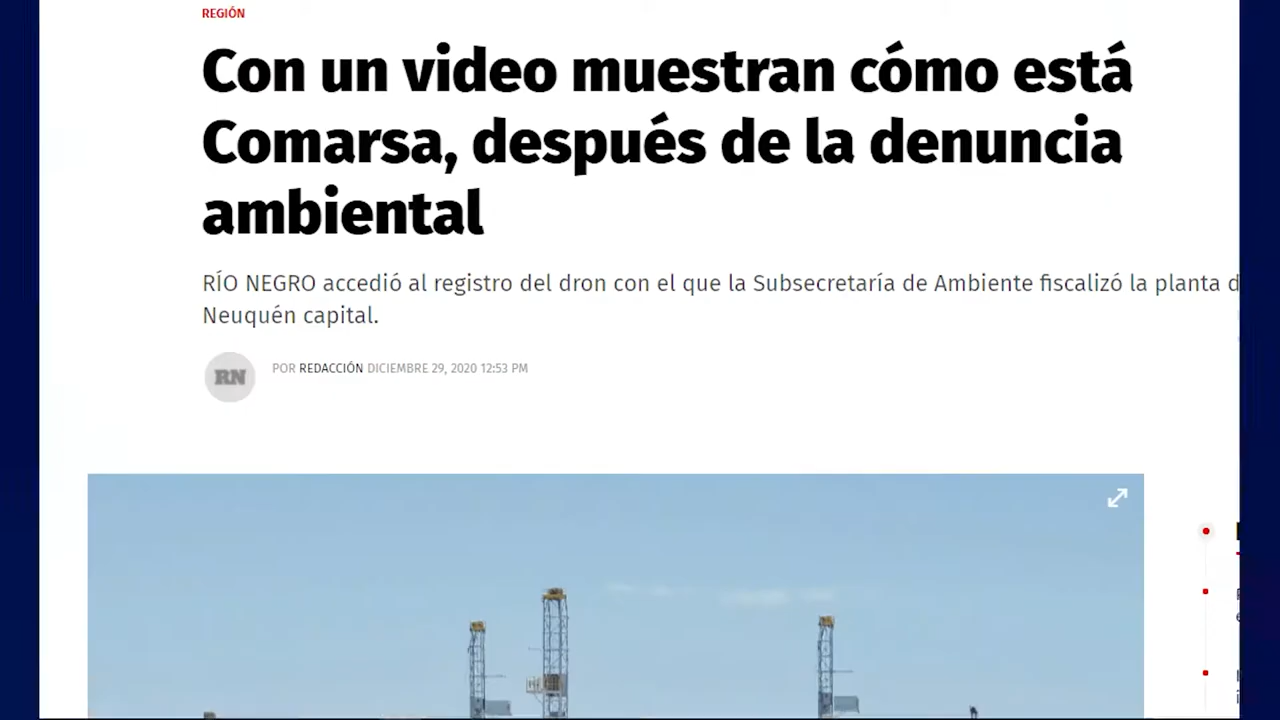 REGIÓN
Con un video muestran cómo está
Comarsa, después de la denuncia
ambiental
RÍO NEGRO accedió al registro del dron con el que la Subsecretaría de Ambiente fiscalizó la planta
Neuquén capital.
RN
POR REDACCIÓN DICIEMBRE 29, 2020 12:53 PM